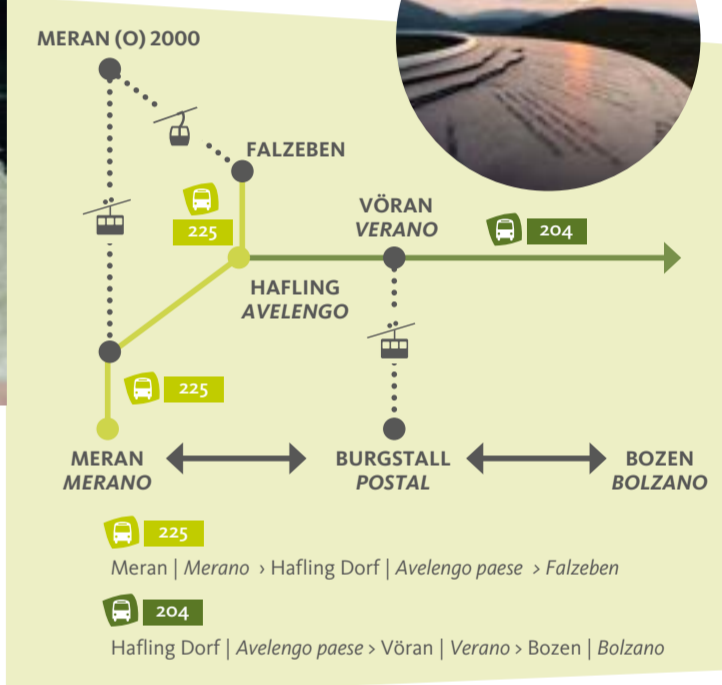 MERAN (O) 2000
FALZEBEN
225
VÖRAN
VERANO
204
HAFLING
AVELENGO
225
MERAN
MERANO
BURGSTALL
POSTAL
BOZEN
BOLZANO
225
Meran | Merano › Hafling Dorf | Avelengo paese › Falzeben
204
Hafling Dorf | Avelengo paese › Vöran | Verano › Bozen | Bolzano